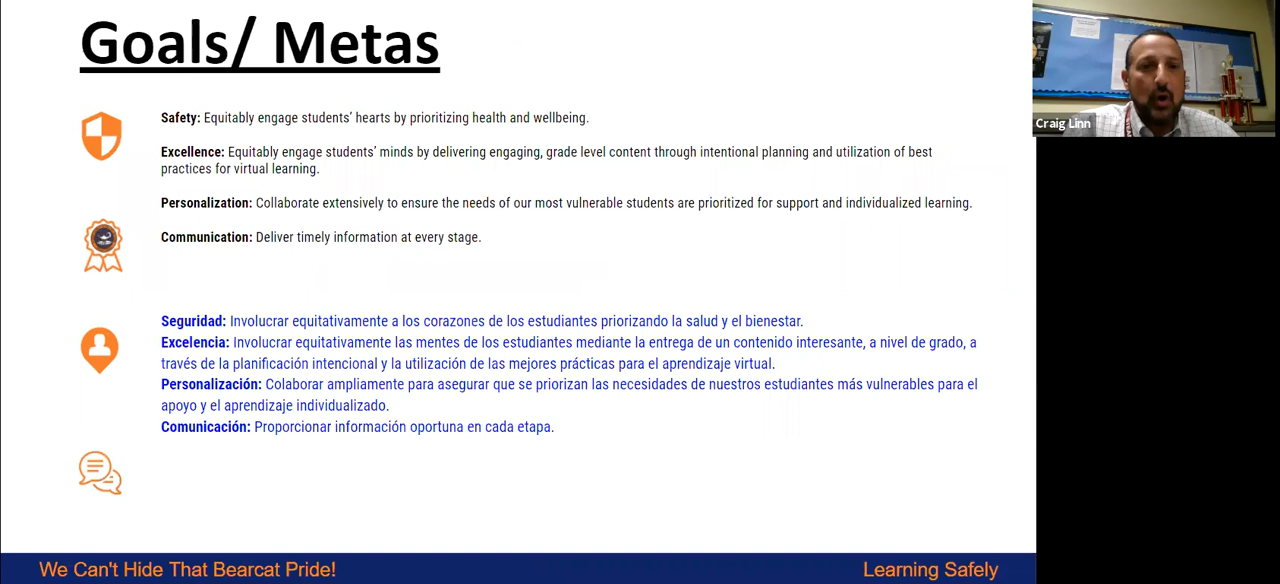 Goals/ Metas
Safety: Equitably engage students’ hearts by prioritizing health and wellbeing.
Excellence: Equitably engage students’ minds by delivering engaging, grade level content through intentional planning and utilization of best
practices for virtual learning.
Personalization: Collaborate extensively to ensure the needs of our most vulnerable students are prioritized for support and individualized learning.
Communication: Deliver timely information at every stage.
Seguridad: Involucrar equitativamente a los corazones de los estudiantes priorizando la salud y el bienestar.
Excelencia: Involucrar equitativamente las mentes de los estudiantes mediante la entrega de un contenido interesante, a nivel de grado, a
través de la planificación intencional y la utilización de las mejores prácticas para el aprendizaje virtual.
Personalización: Colaborar ampliamente para asegurar que se priorizan las necesidades de nuestros estudiantes más vulnerables para el
apoyo y el aprendizaje individualizado.
Comunicación: Proporcionar información oportuna en cada etapa.
We Can't Hide That Bearcat Pride!
Learning Safely
Craig Linn